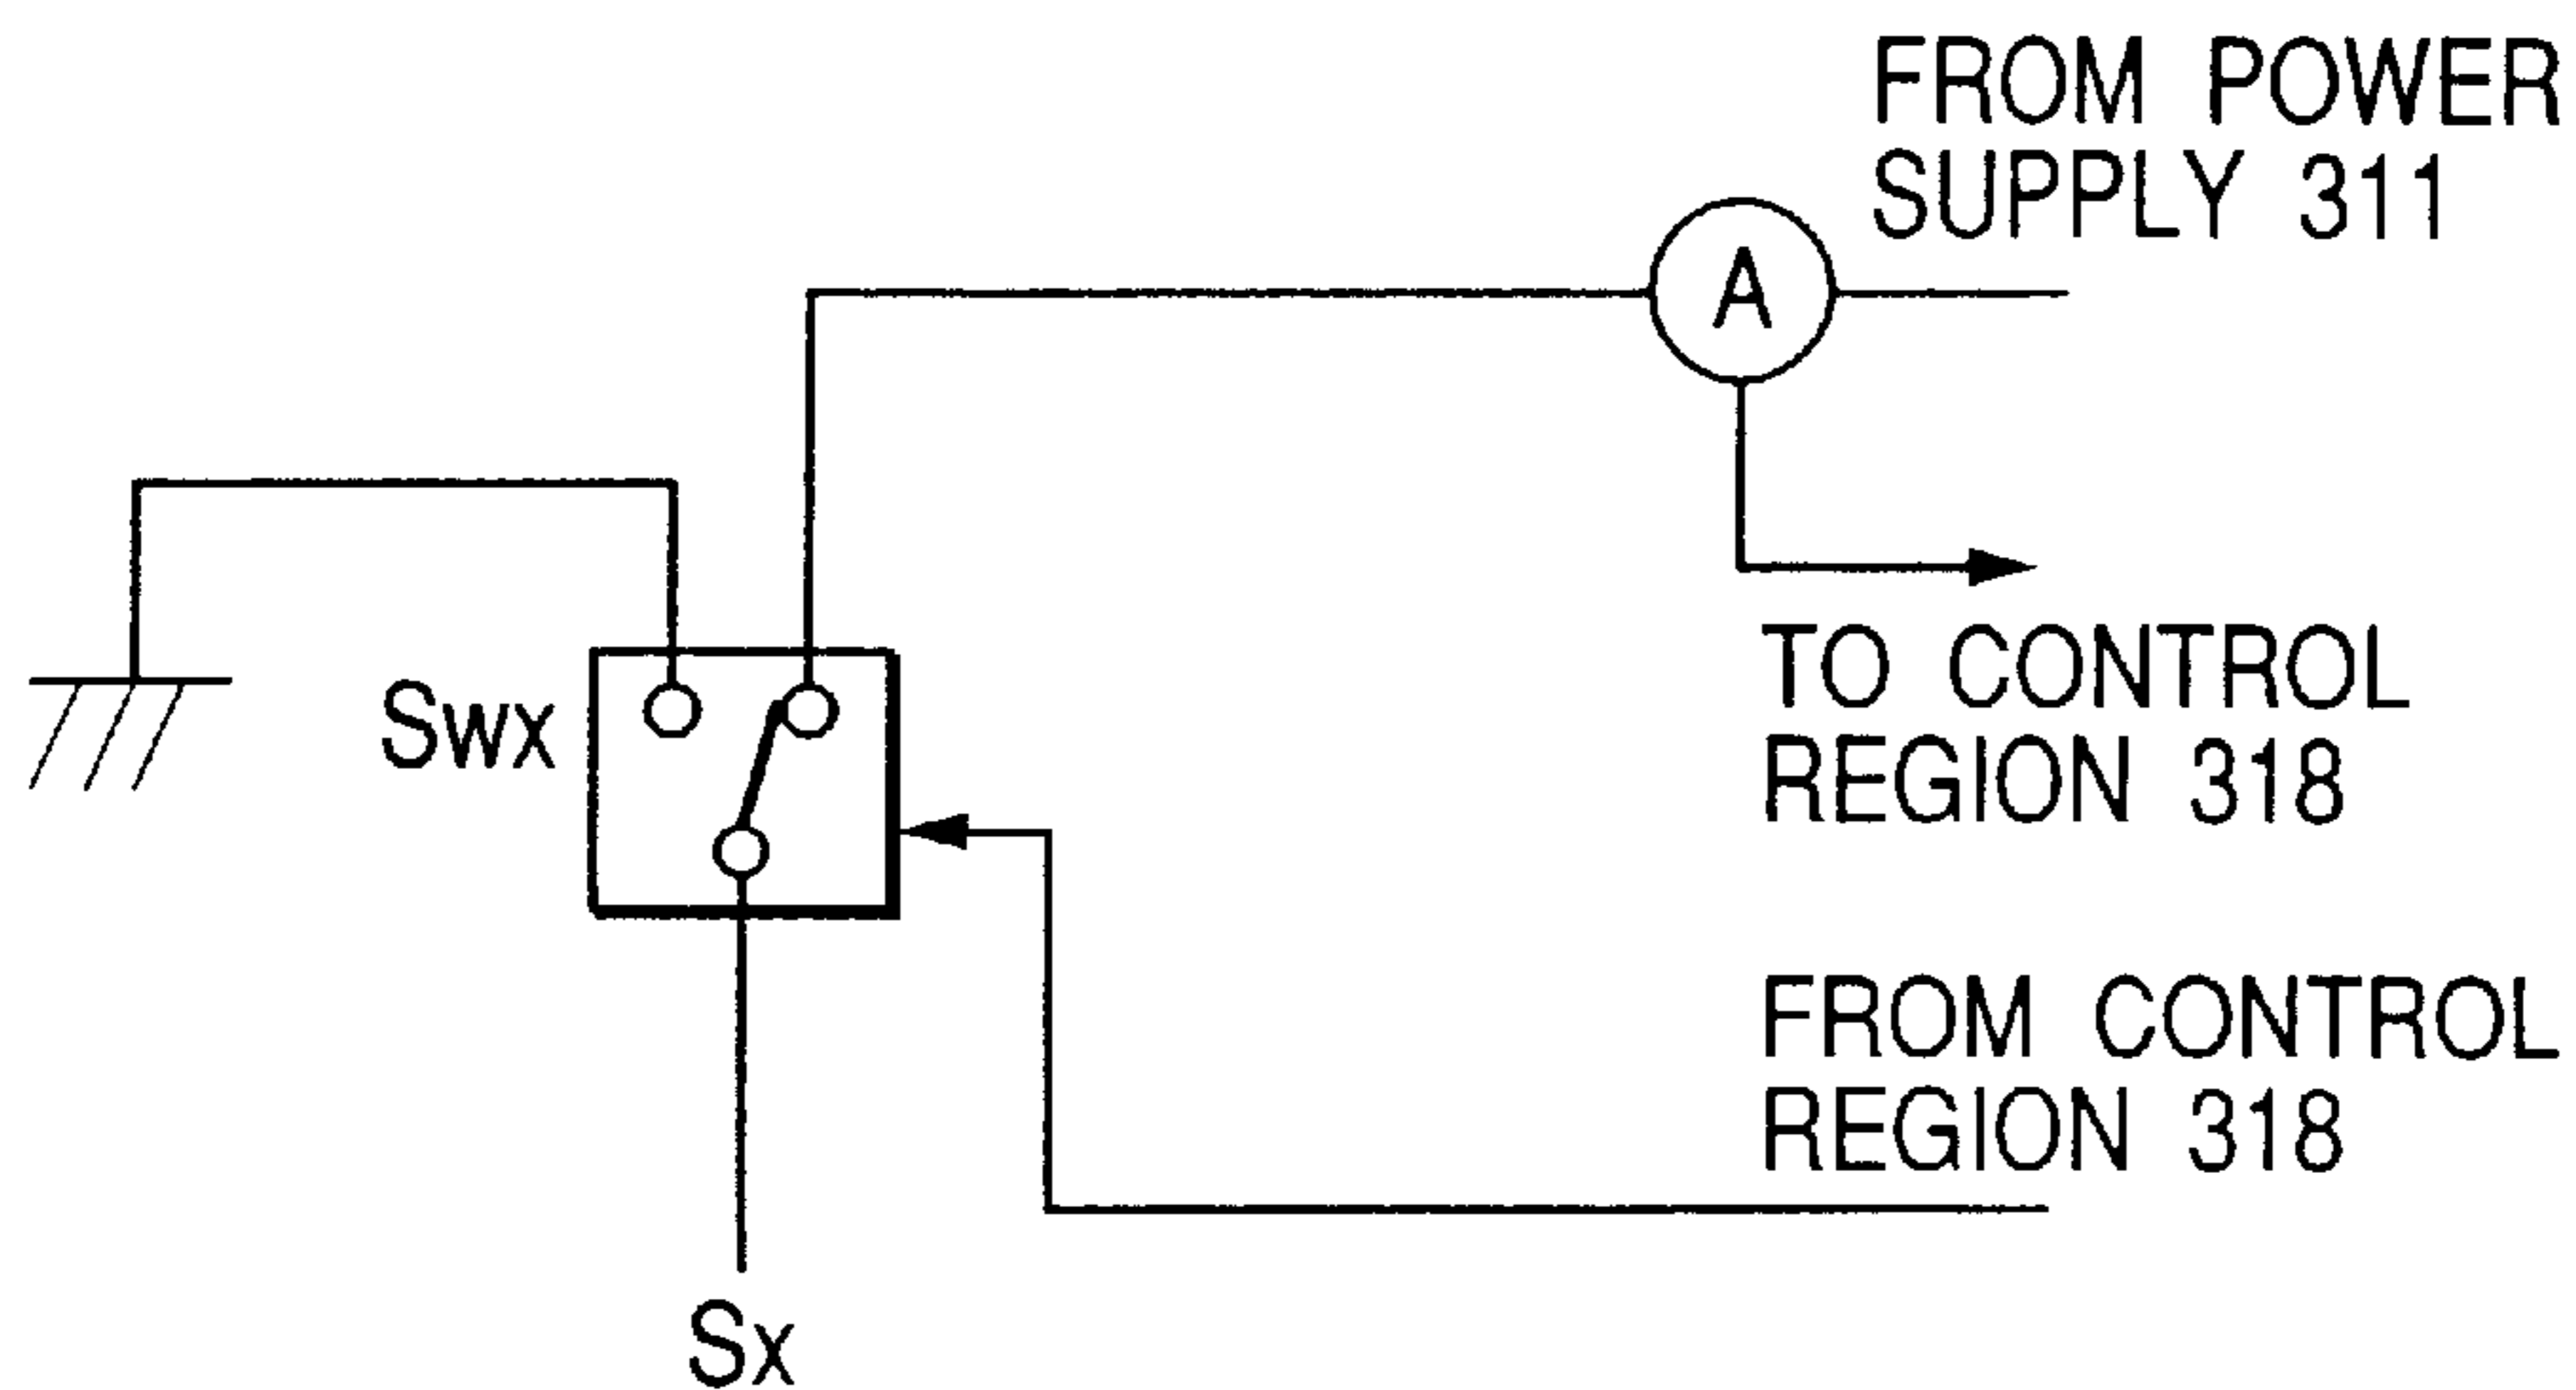 FROM POWER
SUPPLY 311
A
TO CONTROL
REGION 318
Swx
FROM CONTROL
REGION 318
Sx